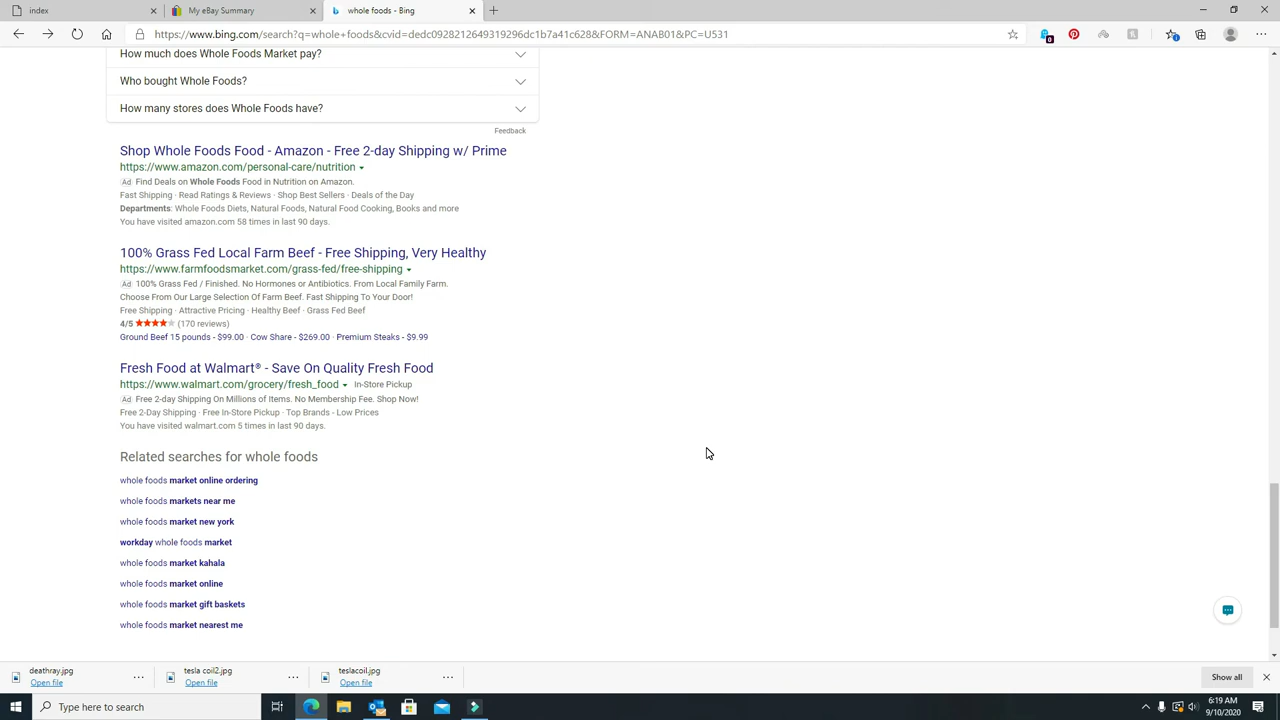 index
My eBay Summary
whole foods - Bing
https://www.bing.com/search?q=whole+foods&cvid=dedc0928212649319296dc1b7a41c628&FORM=ANAB01&PC=U531
How much does Whole Foods Market pay?
Who bought Whole Foods?
How many stores does Whole Foods have?
Feedback
Shop Whole Foods Food - Amazon - Free 2-day Shipping w/ Prime
https://www.amazon.com/personal-care/nutrition
Ad Find Deals on Whole Foods Food in Nutrition on Amazon.
Fast Shipping · Read Ratings & Reviews · Shop Best Sellers · Deals of the Day
Departments: Whole Foods Diets, Natural Foods, Natural Food Cooking, Books and more
You have visited amazon.com 58 times in last 90 days.
100% Grass Fed Local Farm Beef - Free Shipping, Very Healthy
https://www.farmfoodsmarket.com/grass-fed/free-shipping
Ad 100% Grass Fed / Finished. No Hormones or Antibiotics. From Local Family Farm.
Choose From Our Large Selection Of Farm Beef. Fast Shipping To Your Door!
Free Shipping · Attractive Pricing · Healthy Beef · Grass Fed Beef
4/5 ★★★★★ (170 reviews)
Ground Beef 15 pounds - $99.00 · Cow Share - $269.00 · Premium Steaks - $9.99
Fresh Food at Walmart® - Save On Quality Fresh Food
https://www.walmart.com/grocery/fresh_food In-Store Pickup
Ad Free 2-day Shipping On Millions of Items. No Membership Fee. Shop Now!
Free 2-Day Shipping · Free In-Store Pickup · Top Brands - Low Prices
You have visited walmart.com 5 times in last 90 days.
Related searches for whole foods
whole foods market online ordering
whole foods markets near me
whole foods market new york
workday whole foods market
whole foods market kahala
whole foods market online
whole foods market gift baskets
whole foods market nearest me
deathray.jpg
Open file
tesla coil2.jpg
Open file
teslacoil.jpg
Open file
Show all
Type here to search
6:19 AM
9/10/2020